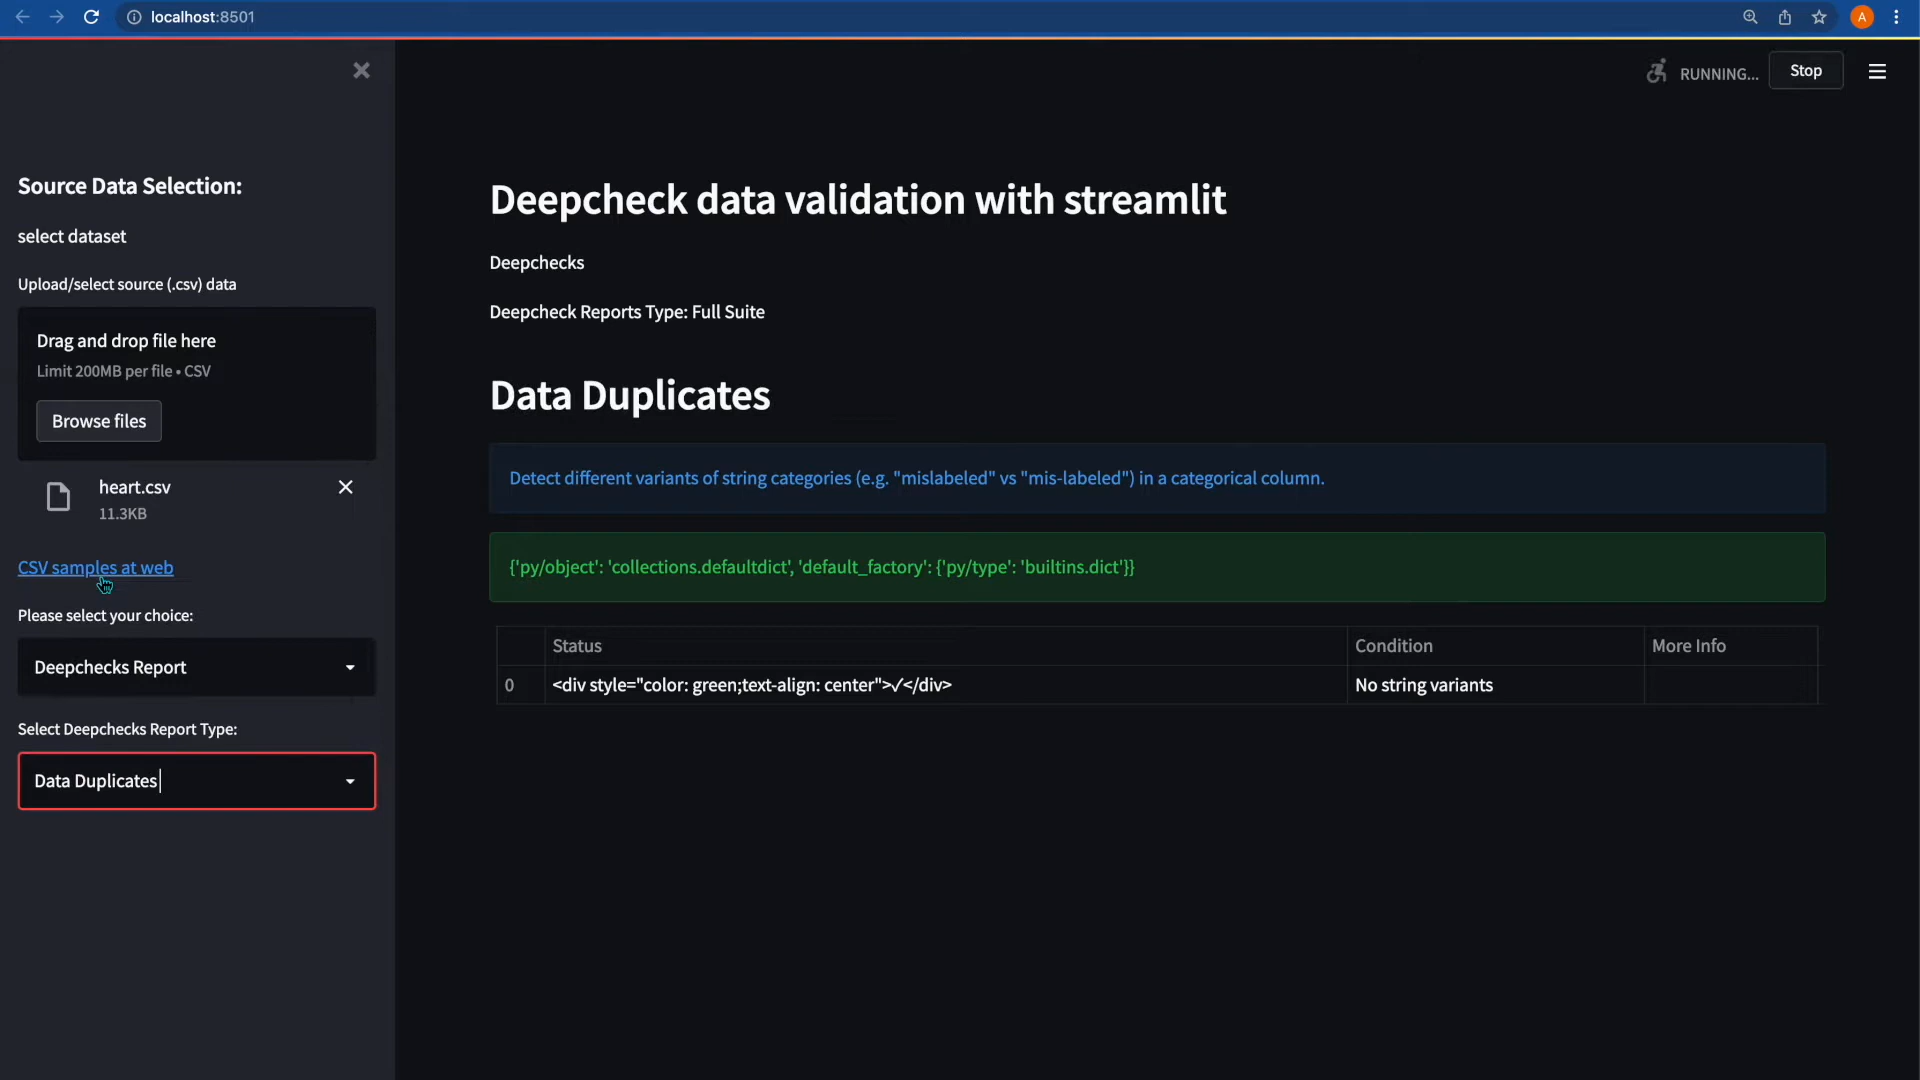 localhost:8501
A
RUNNING...
Stop
Source Data Selection:
select dataset
Upload/select source (.csv) data
Drag and drop file here
Limit 200MB per file • CSV
Browse files
heart.csv
11.3KB
CSV samples at web
Please select your choice:
Deepchecks Report
Select Deepchecks Report Type:
Data Duplicates
Deepcheck data validation with streamlit
Deepchecks
Deepcheck Reports Type: Full Suite
Data Duplicates
Detect different variants of string categories (e.g. "mislabeled" vs "mis-labeled") in a categorical column.
{'py/object': 'collections.defaultdict', 'default_factory': {'py/type': 'builtins.dict'}}
Status Condition More Info
0 <div style="color: green;text-align: center">✓</div> No string variants